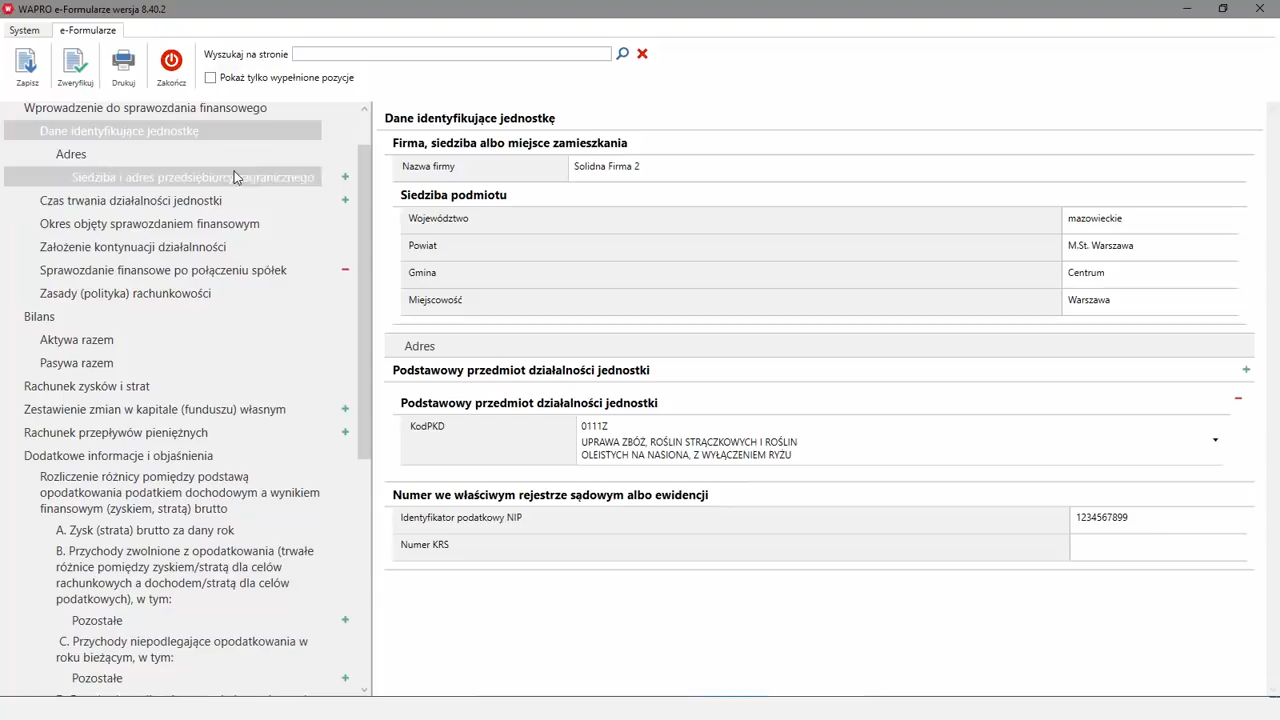 WAPRO e-Formularze wersja 8.40.2
System
e-Formularze
Zapisz
Zweryfikuj
Drukuj
Zakończ
Wyszukaj na stronie
Pokaż tylko wypełnione pozycje
Wprowadzenie do sprawozdania finansowego
Dane identyfikujące jednostkę
Adres
Siedziba i adres przedsiębiorcy zagranicznego
Czas trwania działalności jednostki
Okres objęty sprawozdaniem finansowym
Założenie kontynuacji działalnności
Sprawozdanie finansowe po połączeniu spółek
Zasady (polityka) rachunkowości
Bilans
Aktywa razem
Pasywa razem
Rachunek zysków i strat
Zestawienie zmian w kapitale (funduszu) własnym
Rachunek przepływów pieniężnych
Dodatkowe informacje i objaśnienia
Rozliczenie różnicy pomiędzy podstawą
opodatkowania podatkiem dochodowym a wynikiem
finansowym (zyskiem, stratą) brutto
A. Zysk (strata) brutto za dany rok
B. Przychody zwolnione z opodatkowania (trwałe
różnice pomiędzy zyskiem/stratą dla celów
rachunkowych a dochodem/stratą dla celów
podatkowych), w tym:
Pozostałe
C. Przychody niepodlegające opodatkowania w
roku bieżącym, w tym:
Pozostałe
Dane identyfikujące jednostkę
Firma, siedziba albo miejsce zamieszkania
Nazwa firmy Solidna Firma 2
Siedziba podmiotu
Województwo mazowieckie
Powiat M.St. Warszawa
Gmina Centrum
Miejscowość Warszawa
Adres
Podstawowy przedmiot działalności jednostki
Podstawowy przedmiot działalności jednostki
KodPKD 0111Z
UPRAWA ZBÓŻ, ROŚLIN STRĄCZKOWYCH I ROŚLIN
OLEISTYCH NA NASIONA, Z WYŁĄCZENIEM RYŻU
Numer we właściwym rejestrze sądowym albo ewidencji
Identyfikator podatkowy NIP 1234567899
Numer KRS